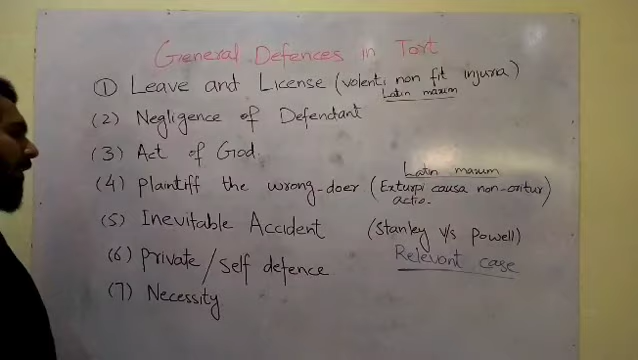 General Defences in Tort
① Leave and License (volenti non fit injuria)
Latin maxim
(2) Negligence of Defendant
(3) Act of God.
Latin maxum
(4) Plaintiff the wrong-doer (Exturpi causa non-oritur
actio.)
(5) Inevitable Accident (Stanley v/s Powell)
Relevant case
(6) Private/Self defence
(7) Necessity